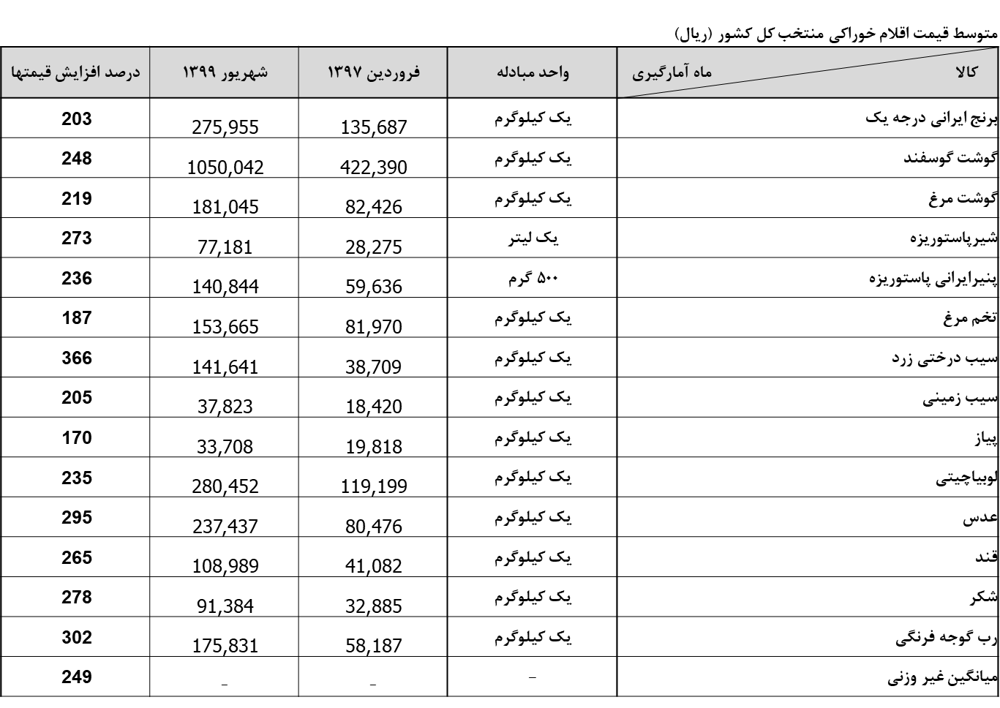 متوسط قیمت اقلام خوراکی منتخب کل کشور (ریال)
کالا ماه آمارگیری واحد مبادله فروردین ۱۳۹۷ شهریور ۱۳۹۹ درصد افزایش قیمتها
برنج ایرانی درجه یک یک کیلوگرم 135,687 275,955 203
گوشت گوسفند یک کیلوگرم 422,390 1050,042 248
گوشت مرغ یک کیلوگرم 82,426 181,045 219
شیرپاستوریزه یک لیتر 28,275 77,181 273
پنیرایرانی پاستوریزه ۵۰۰ گرم 59,636 140,844 236
تخم مرغ یک کیلوگرم 81,970 153,665 187
سیب درختی زرد یک کیلوگرم 38,709 141,641 366
سیب زمینی یک کیلوگرم 18,420 37,823 205
پیاز یک کیلوگرم 19,818 33,708 170
لوبیاچیتی یک کیلوگرم 119,199 280,452 235
عدس یک کیلوگرم 80,476 237,437 295
قند یک کیلوگرم 41,082 108,989 265
شکر یک کیلوگرم 32,885 91,384 278
رب گوجه فرنگی یک کیلوگرم 58,187 175,831 302
میانگین غیر وزنی – – – 249